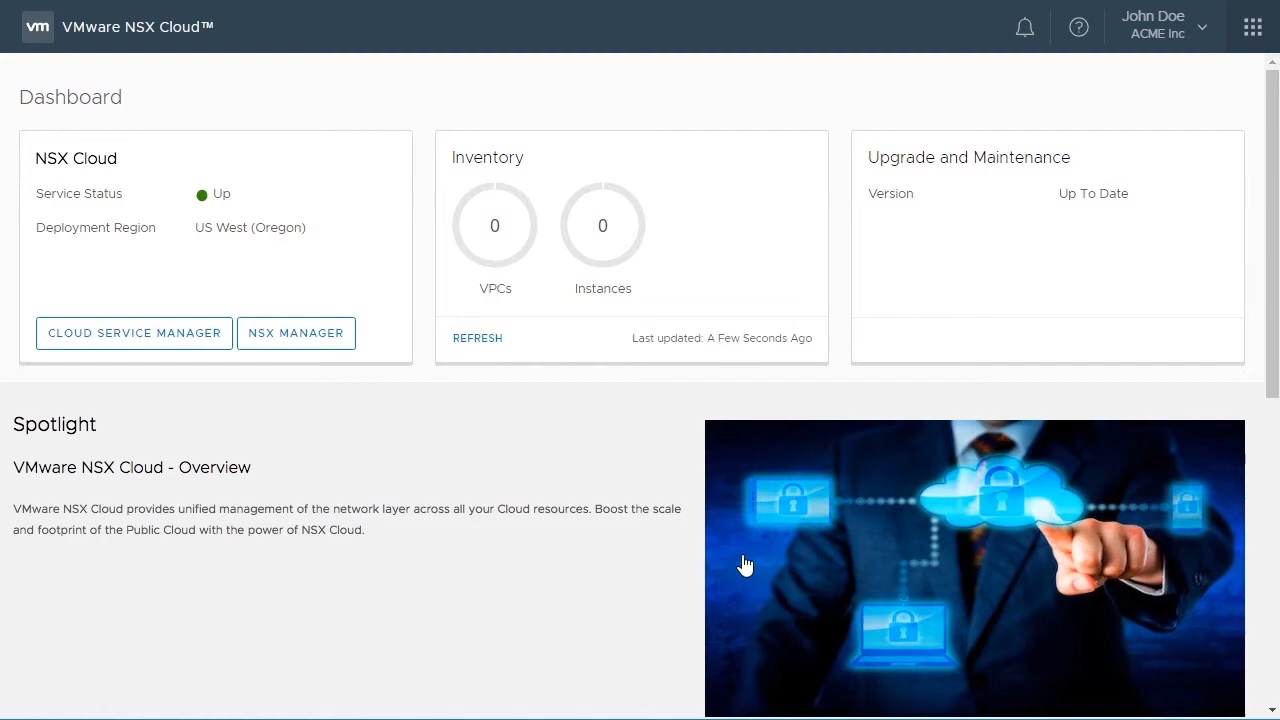 vm VMware NSX Cloud™
John Doe
ACME Inc
Dashboard
NSX Cloud
Service Status Up
Deployment Region US West (Oregon)
CLOUD SERVICE MANAGER NSX MANAGER
Inventory
0 0
VPCs Instances
REFRESH Last updated: A Few Seconds Ago
Upgrade and Maintenance
Version Up To Date
Spotlight
VMware NSX Cloud - Overview
VMware NSX Cloud provides unified management of the network layer across all your Cloud resources. Boost the scale
and footprint of the Public Cloud with the power of NSX Cloud.